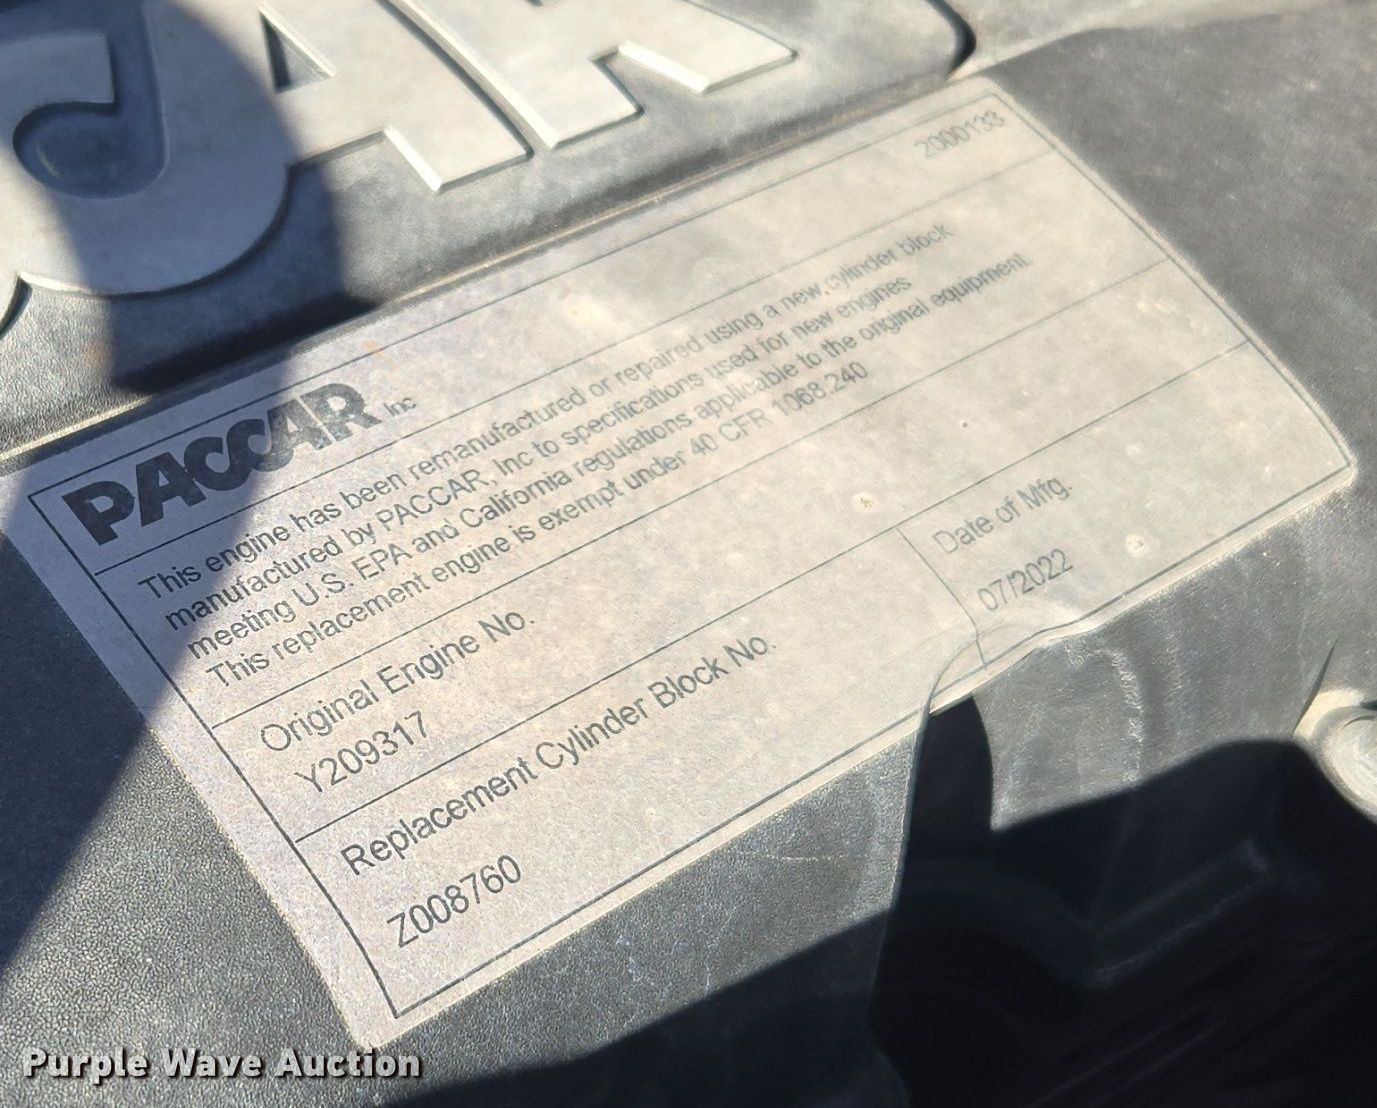 PACCAR Inc
2000133
This engine has been remanufactured or repaired using a new cylinder block
manufactured by PACCAR, Inc to specifications used for new engines
meeting U.S. EPA and California regulations applicable to the original equipment
This replacement engine is exempt under 40 CFR 1068.240
Original Engine No.
Y209317
Replacement Cylinder Block No.
Z008760
Date of Mfg.
07/2022
Purple Wave Auction